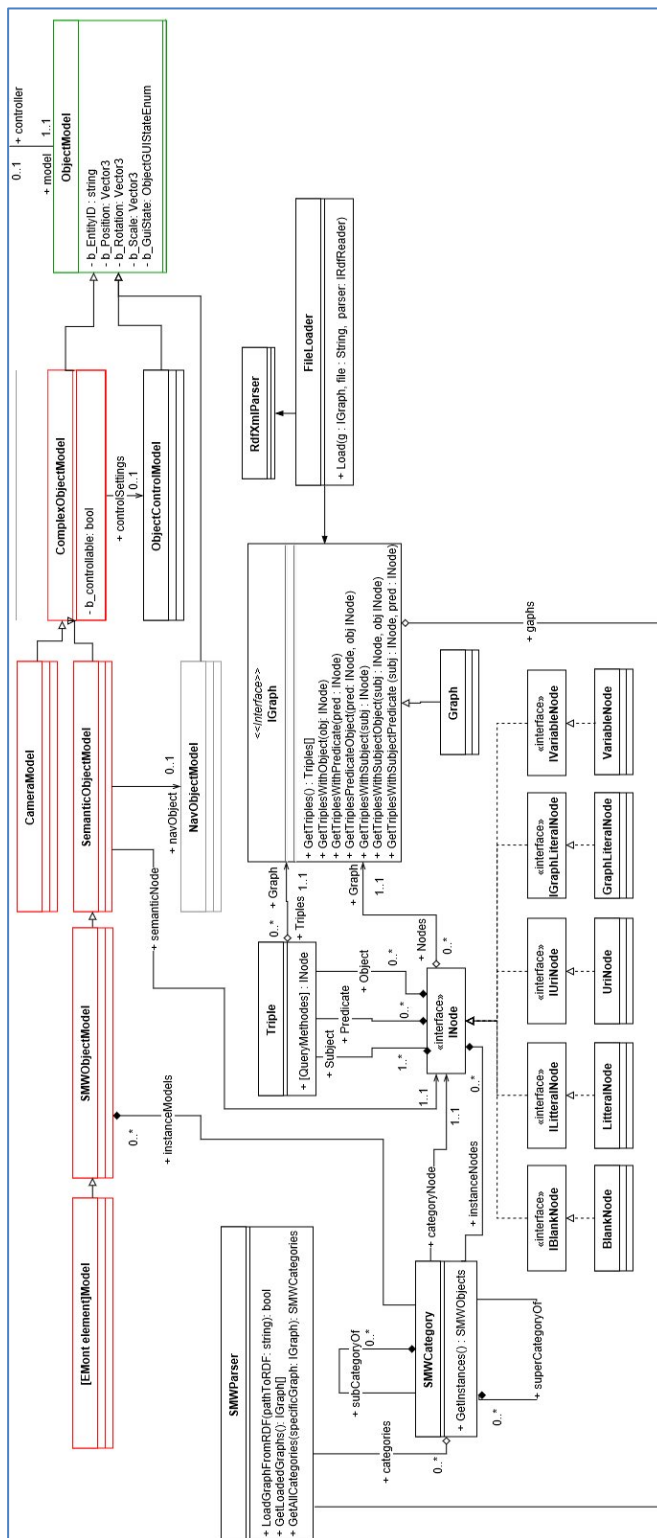 + controller
0..1
1..1
+ model
ObjectModel
- b_EntityID : string
- b_Position: Vector3
- b_Rotation: Vector3
- b_Scale: Vector3
- b_GuiState: ObjectGUIStateEnum
ComplexObjectModel
- b_controllable: bool
+ controlSettings
0..1
ObjectControlModel
CameraModel
SemanticObjectModel
+ semanticNode
+ navObject
0..1
NavObjectModel
SMWObjectModel
0..*
+ instanceModels
[EMont element]Model
RdfXmlParser
FileLoader
+ Load(g : IGraph, file : String, parser: IRdfReader)
<<Interface>>
IGraph
+ GetTriples() : Triples[]
+ GetTriplesWithObject(obj: INode)
+ GetTriplesWithPredicate(pred : INode)
+ GetTriplesPredicateObject(pred: INode, obj INode)
+ GetTriplesWithSubject(subj : INode)
+ GetTriplesWithSubjectObject(subj : INode, obj INode)
+ GetTriplesWithSubjectPredicate (subj : INode, pred : INode)
+ gaphs
Graph
+ Graph
1..1
0..*
+ Triples
+ Graph
1..1
Triple
+ [QueryMethodes] : INode
+ Subject
+ Predicate
+ Object
1..*
0..*
0..*
+ Nodes
0..*
«interface»
INode
1..1
1..1
0..*
+ categoryNode
+ instanceNodes
SMWParser
+ LoadGraphFromRDF(pathToRDF: string): bool
+ GetLoadedGraphs(): IGraph[]
+ GetAllCategories(specificGraph: IGraph): SMWCategories
+ categories
0..*
+ subCategoryOf
0..*
SMWCategory
+ GetInstances() : SMWObjects
0..*
+ superCategoryOf
«interface»
IBlankNode
«interface»
ILitteralNode
«interface»
IUriNode
«interface»
IGraphLiteralNode
«interface»
IVariableNode
BlankNode
LitteralNode
UriNode
GraphLiteralNode
VariableNode